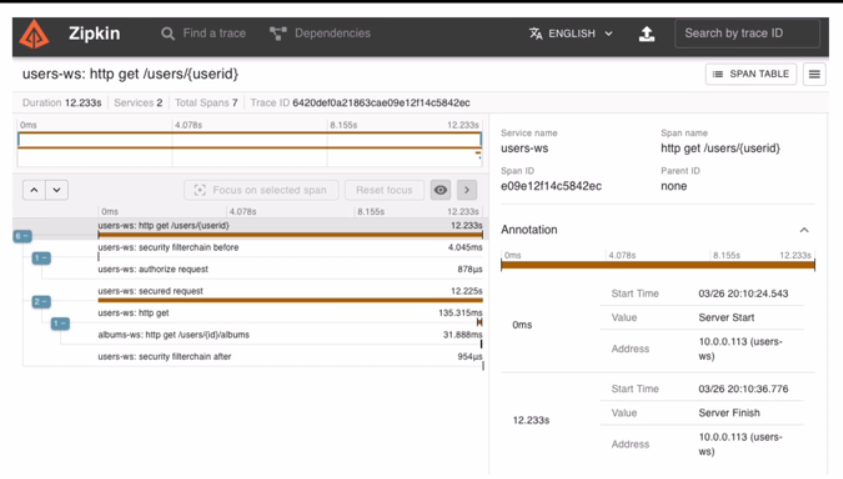 Zipkin Find a trace Dependencies ENGLISH Search by trace ID
users-ws: http get /users/{userid} SPAN TABLE
Duration 12.233s Services 2 Total Spans 7 Trace ID 6420def0a21863cae09e12f14c5842ec
0ms 4.078s 8.155s 12.233s
Focus on selected span Reset focus
0ms 4.078s 8.155s 12.233s
users-ws: http get /users/{userid} 12.233s
6 -
users-ws: security filterchain before 4.045ms
1 -
users-ws: authorize request 878µs
users-ws: secured request 12.225s
2 -
users-ws: http get 135.315ms
1 -
albums-ws: http get /users/{id}/albums 31.888ms
users-ws: security filterchain after 954µs
Service name Span name
users-ws http get /users/{userid}
Span ID Parent ID
e09e12f14c5842ec none
Annotation
0ms 4.078s 8.155s 12.233s
Start Time 03/26 20:10:24.543
0ms Value Server Start
Address 10.0.0.113 (users-
ws)
Start Time 03/26 20:10:36.776
12.233s Value Server Finish
Address 10.0.0.113 (users-
ws)